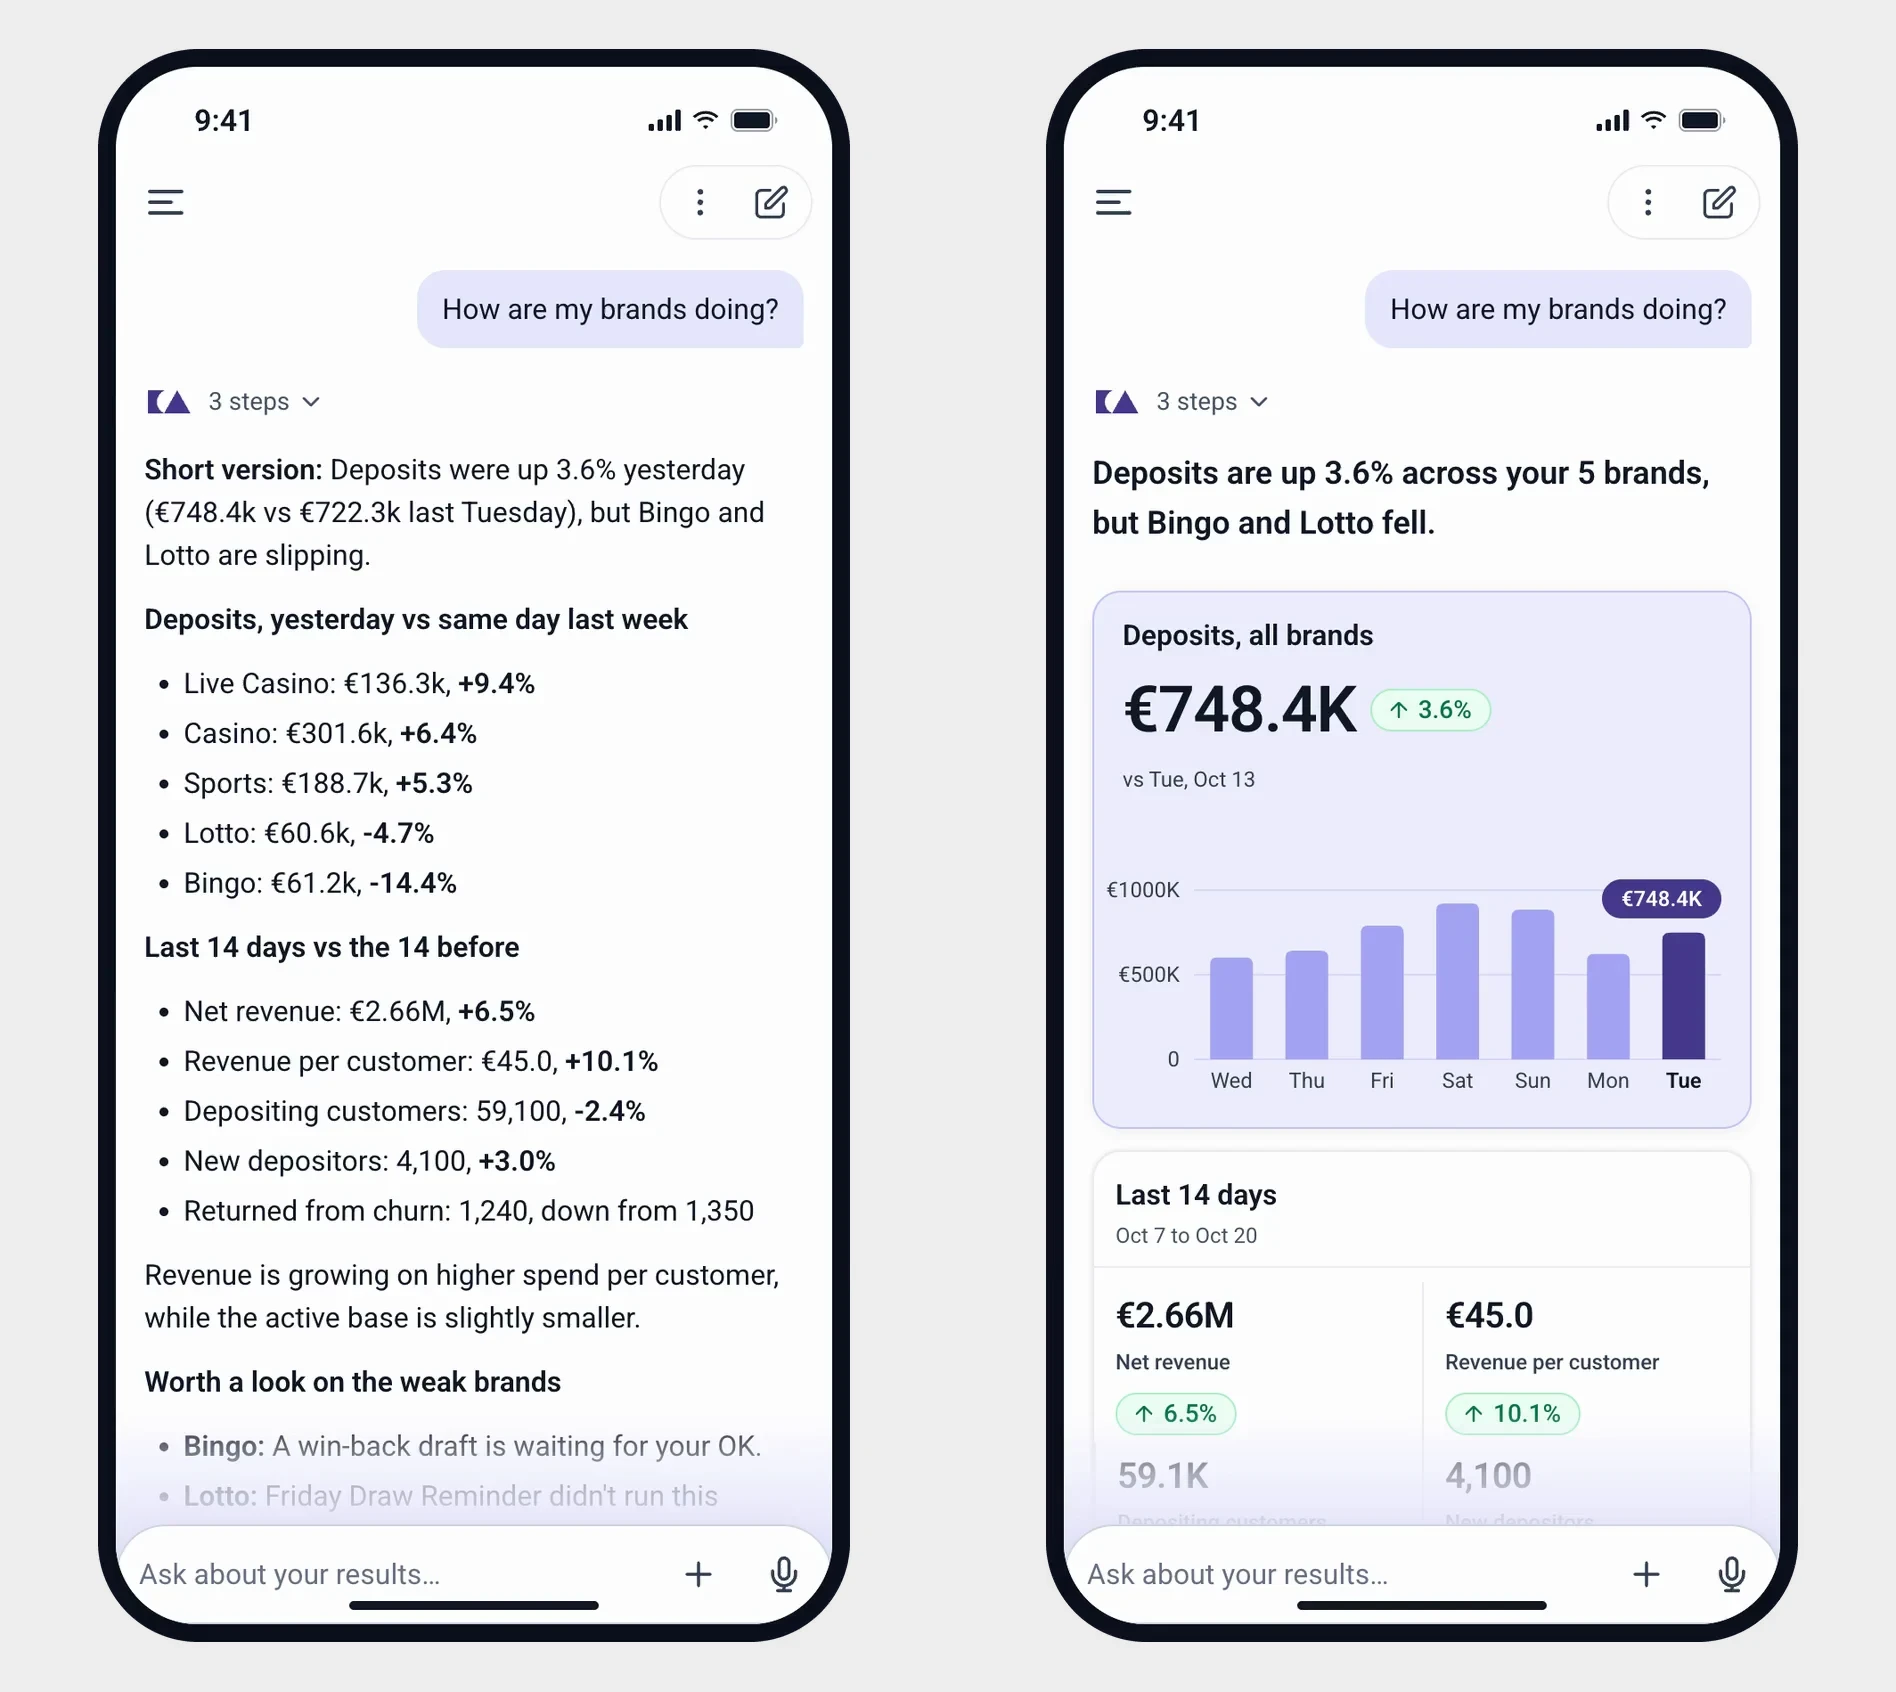 9:41
How are my brands doing?
3 steps
Short version: Deposits were up 3.6% yesterday
(€748.4k vs €722.3k last Tuesday), but Bingo and
Lotto are slipping.
Deposits, yesterday vs same day last week
• Live Casino: €136.3k, +9.4%
• Casino: €301.6k, +6.4%
• Sports: €188.7k, +5.3%
• Lotto: €60.6k, -4.7%
• Bingo: €61.2k, -14.4%
Last 14 days vs the 14 before
• Net revenue: €2.66M, +6.5%
• Revenue per customer: €45.0, +10.1%
• Depositing customers: 59,100, -2.4%
• New depositors: 4,100, +3.0%
• Returned from churn: 1,240, down from 1,350
Revenue is growing on higher spend per customer,
while the active base is slightly smaller.
Worth a look on the weak brands
• Bingo: A win-back draft is waiting for your OK.
• Lotto: Friday Draw Reminder didn't run this
Ask about your results...
9:41
How are my brands doing?
3 steps
Deposits are up 3.6% across your 5 brands,
but Bingo and Lotto fell.
Deposits, all brands
€748.4K ↑ 3.6%
vs Tue, Oct 13
€1000K
€748.4K
€500K
0
Wed Thu Fri Sat Sun Mon Tue
Last 14 days
Oct 7 to Oct 20
€2.66M €45.0
Net revenue Revenue per customer
↑ 6.5% ↑ 10.1%
59.1K 4,100
Depositing customers New depositors
Ask about your results...